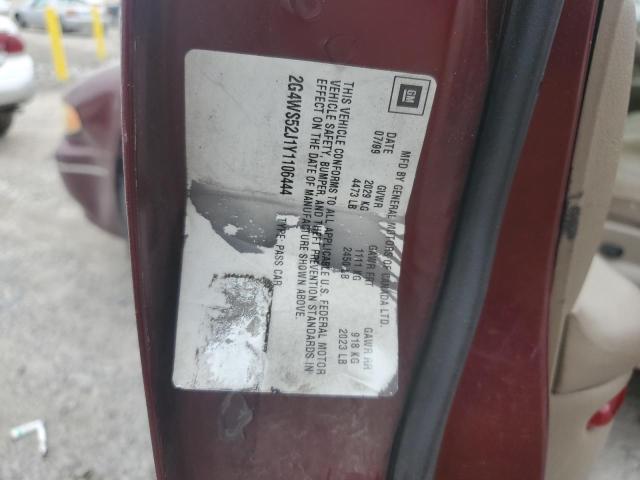 GM
MFD BY GENERAL MOTORS OF CANADA LTD.
DATE GVWR GAWR FRT GAWR RR
07/99 2029 KG 1111 KG 918 KG
4473 LB 2450 LB 2023 LB
THIS VEHICLE CONFORMS TO ALL APPLICABLE U.S. FEDERAL MOTOR
VEHICLE SAFETY, BUMPER, AND THEFT PREVENTION STANDARDS IN
EFFECT ON THE DATE OF MANUFACTURE SHOWN ABOVE.
2G4WS52J1Y1106444 TYPE: PASS CAR